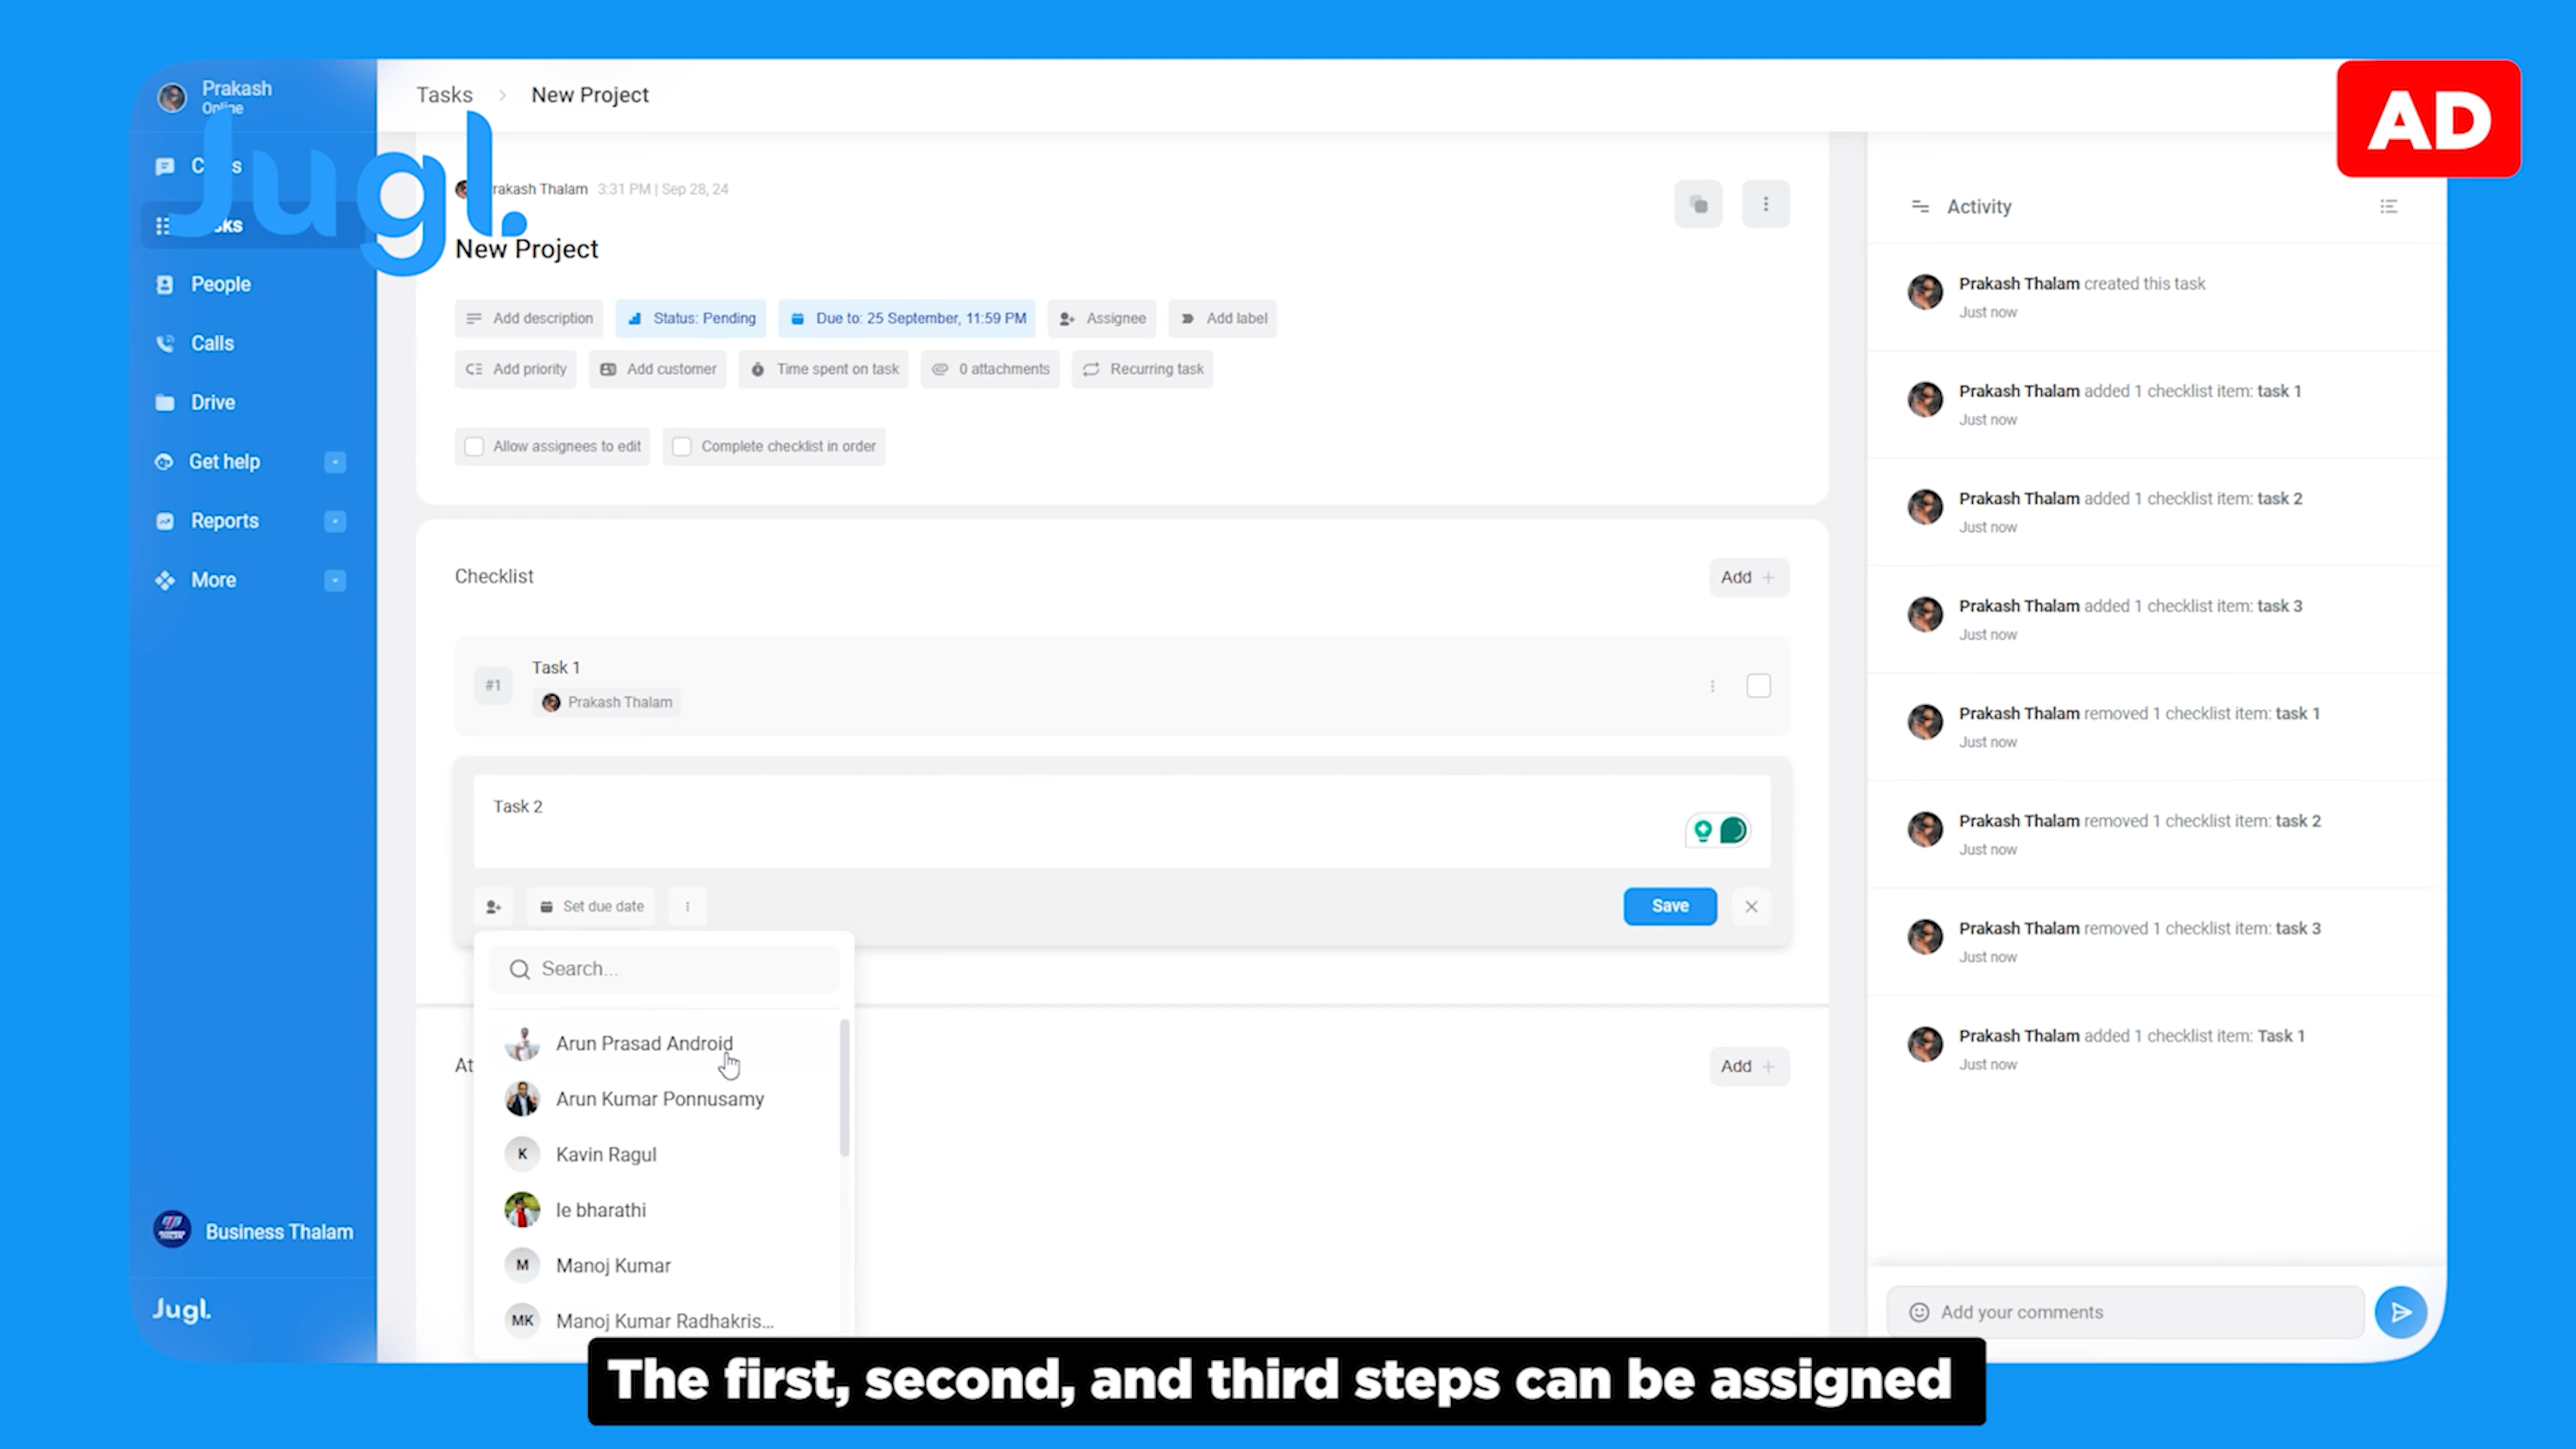 Prakash
Online
Jugl.
Tasks > New Project
AD
Prakash Thalam 3:31 PM | Sep 28, 24
New Project
People
Calls
Drive
Get help
Reports
More
Business Thalam
Jugl.
Add description
Status: Pending
Due to: 25 September, 11:59 PM
Assignee
Add label
Add priority
Add customer
Time spent on task
0 attachments
Recurring task
Allow assignees to edit
Complete checklist in order
Checklist
Add +
#1
Task 1
Prakash Thalam
Task 2
Set due date
Save
Search...
Arun Prasad Android
Arun Kumar Ponnusamy
K Kavin Ragul
Ie bharathi
M Manoj Kumar
MK Manoj Kumar Radhakris...
At
Add +
Activity
Prakash Thalam created this task
Just now
Prakash Thalam added 1 checklist item: task 1
Just now
Prakash Thalam added 1 checklist item: task 2
Just now
Prakash Thalam added 1 checklist item: task 3
Just now
Prakash Thalam removed 1 checklist item: task 1
Just now
Prakash Thalam removed 1 checklist item: task 2
Just now
Prakash Thalam removed 1 checklist item: task 3
Just now
Prakash Thalam added 1 checklist item: Task 1
Just now
Add your comments
The first, second, and third steps can be assigned